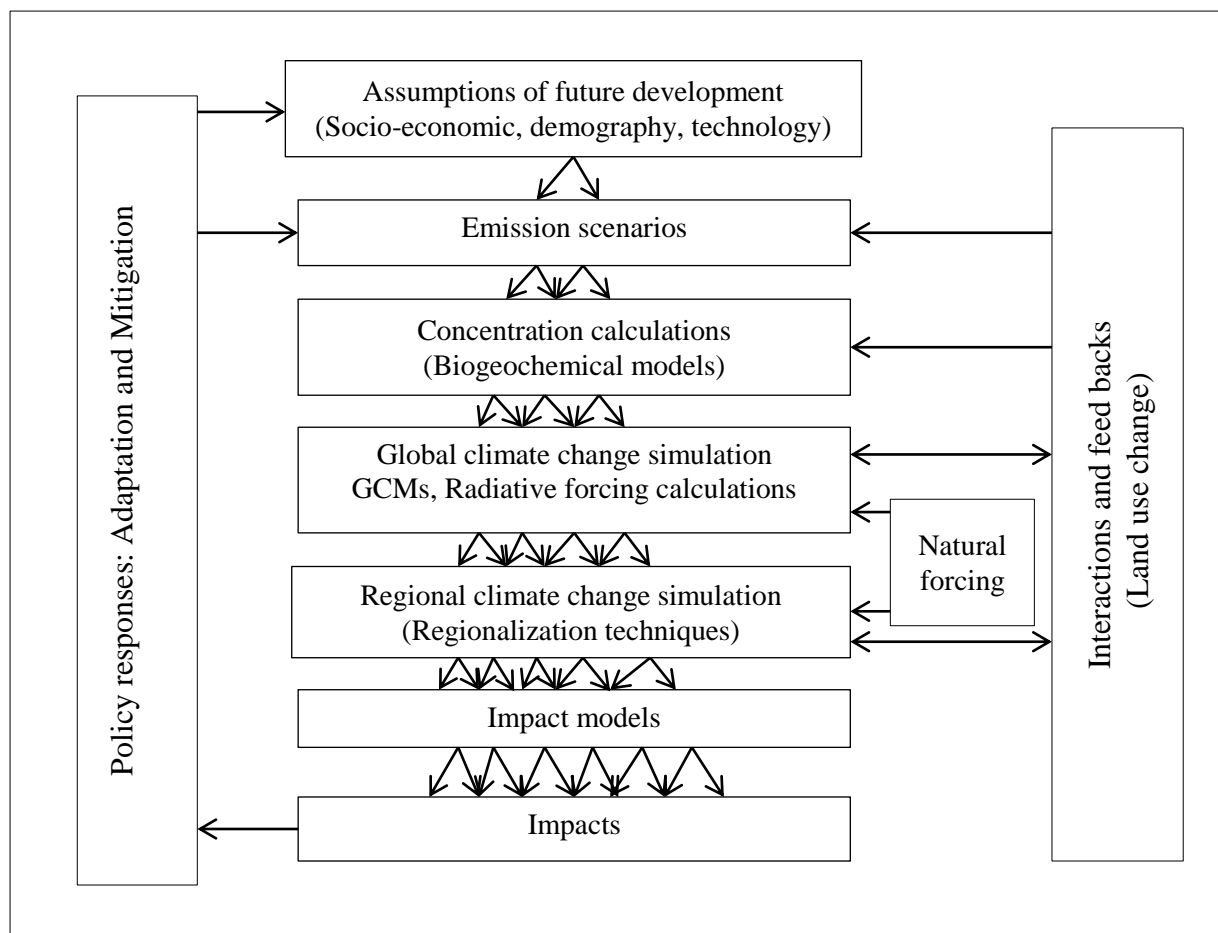 Policy responses: Adaptation and Mitigation
Assumptions of future development
(Socio-economic, demography, technology)
Emission scenarios
Concentration calculations
(Biogeochemical models)
Global climate change simulation
GCMs, Radiative forcing calculations
Natural
forcing
Regional climate change simulation
(Regionalization techniques)
Impact models
Impacts
Interactions and feed backs
(Land use change)